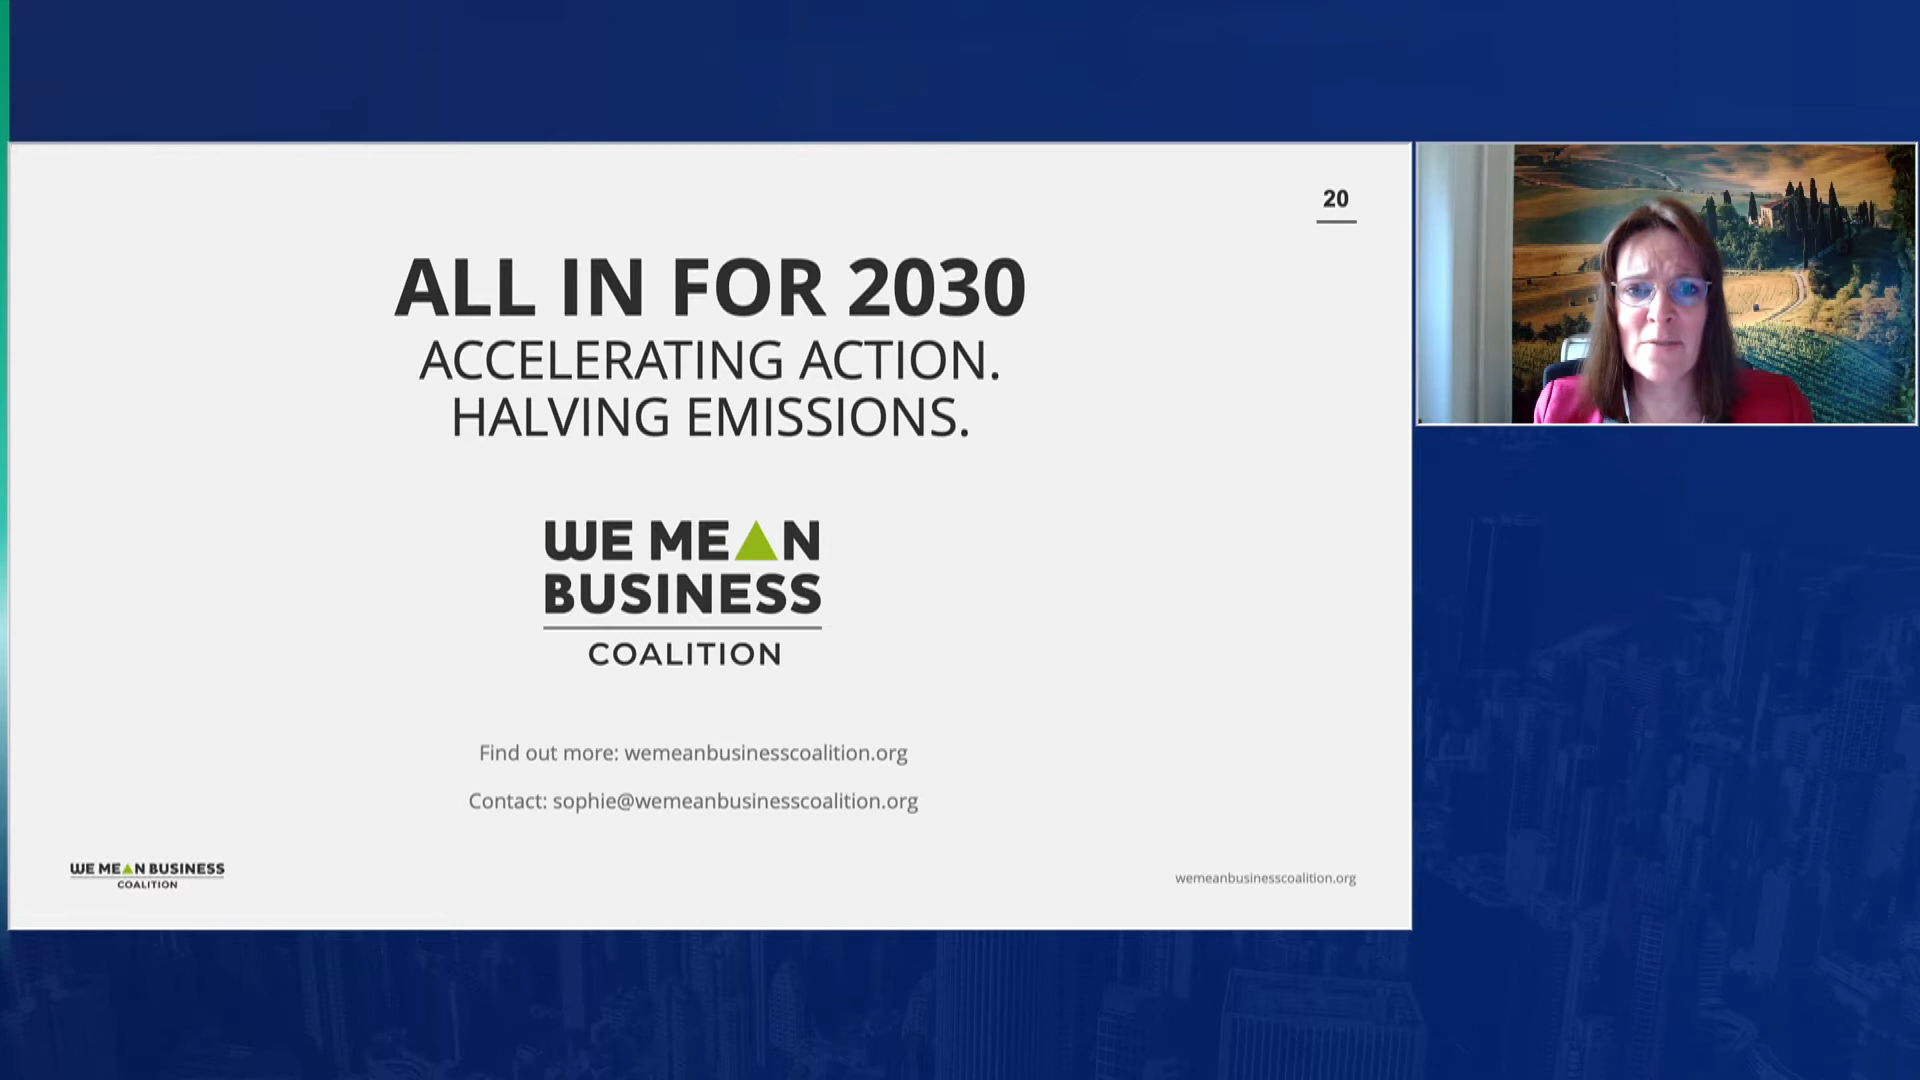 20
ALL IN FOR 2030
ACCELERATING ACTION.
HALVING EMISSIONS.
WE MEAN
BUSINESS
COALITION
Find out more: wemeanbusinesscoalition.org
Contact: sophie@wemeanbusinesscoalition.org
WE MEAN BUSINESS
COALITION
wemeanbusinesscoalition.org